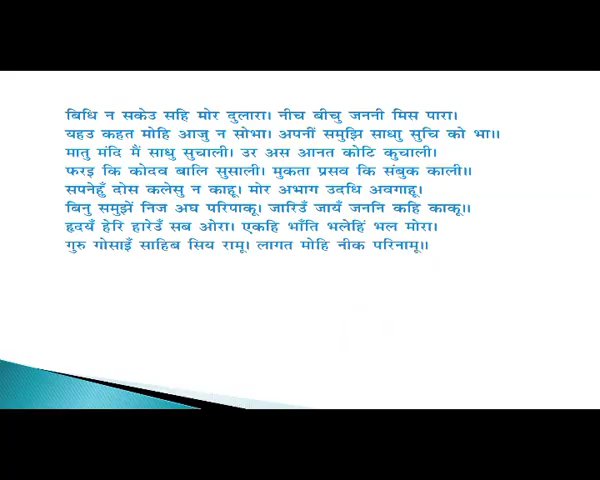 बिधि न सकेउ सहि मोर दुलारा। नीच बीचु जननी मिस पारा।
यहउ कहत मोहि आजु न सोभा। अपनीं समुझि साधाु सुचि को भा॥
मातु मंदि मैं साधु सुचाली। उर अस आनत कोटि कुचाली।
फरइ कि कोदव बालि सुसाली। मुकता प्रसव कि संबुक काली॥
सपनेहुँ दोस कलेसु न काहू। मोर अभाग उदधि अवगाहू।
बिनु समुझें निज अघ परिपाकू। जारिउँ जायँ जननि कहि काकू॥
हृदयँ हेरि हारेउँ सब ओरा। एकहि भाँति भलेहिं भल मोरा।
गुरु गोसाइँ साहिब सिय रामू। लागत मोहि नीक परिनामू॥